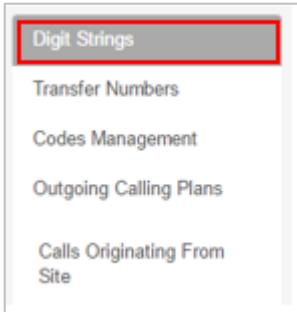 Digit Strings
Transfer Numbers
Codes Management
Outgoing Calling Plans
Calls Originating From
Site